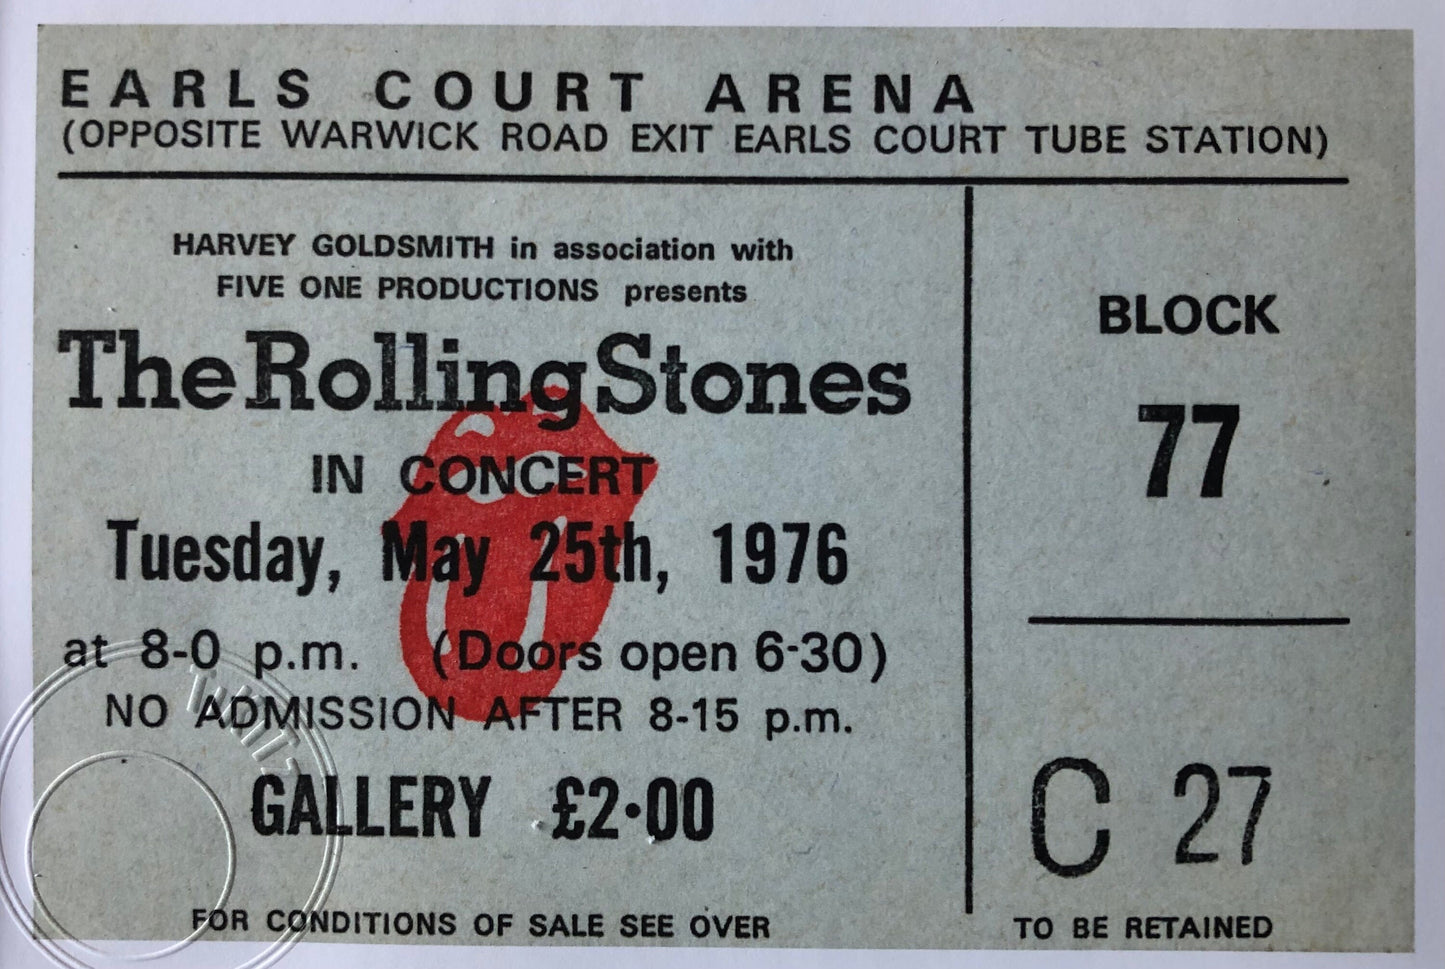 EARLS COURT ARENA
(OPPOSITE WARWICK ROAD EXIT EARLS COURT TUBE STATION)
HARVEY GOLDSMITH in association with
FIVE ONE PRODUCTIONS presents
The Rolling Stones
IN CONCERT
Tuesday, May 25th, 1976
at 8-0 p.m. (Doors open 6-30)
NO ADMISSION AFTER 8-15 p.m.
GALLERY £2·00
FOR CONDITIONS OF SALE SEE OVER
BLOCK
77
C 27
TO BE RETAINED